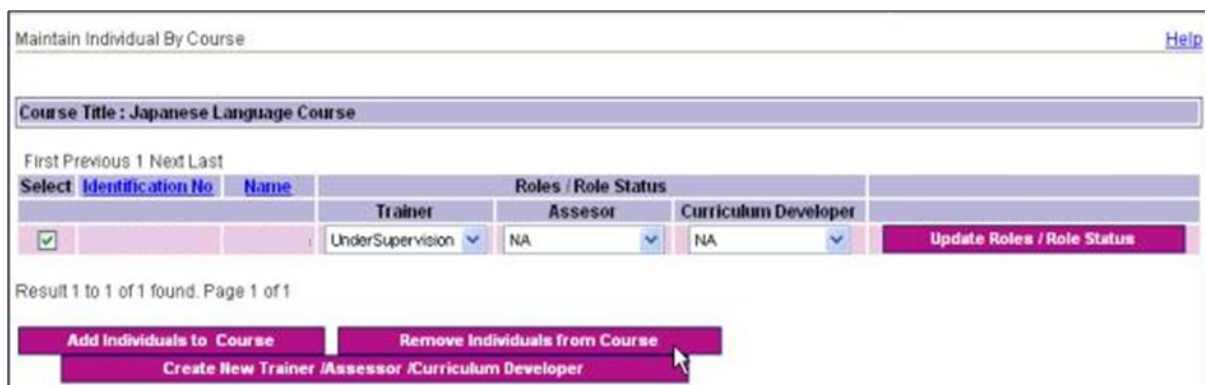 Maintain Individual By Course Help
Course Title : Japanese Language Course
First Previous 1 Next Last
Select Identification No Name Roles / Role Status
Trainer Assesor Curriculum Developer
UnderSupervision NA NA Update Roles / Role Status
Result 1 to 1 of 1 found. Page 1 of 1
Add Individuals to Course Remove Individuals from Course
Create New Trainer /Assessor /Curriculum Developer